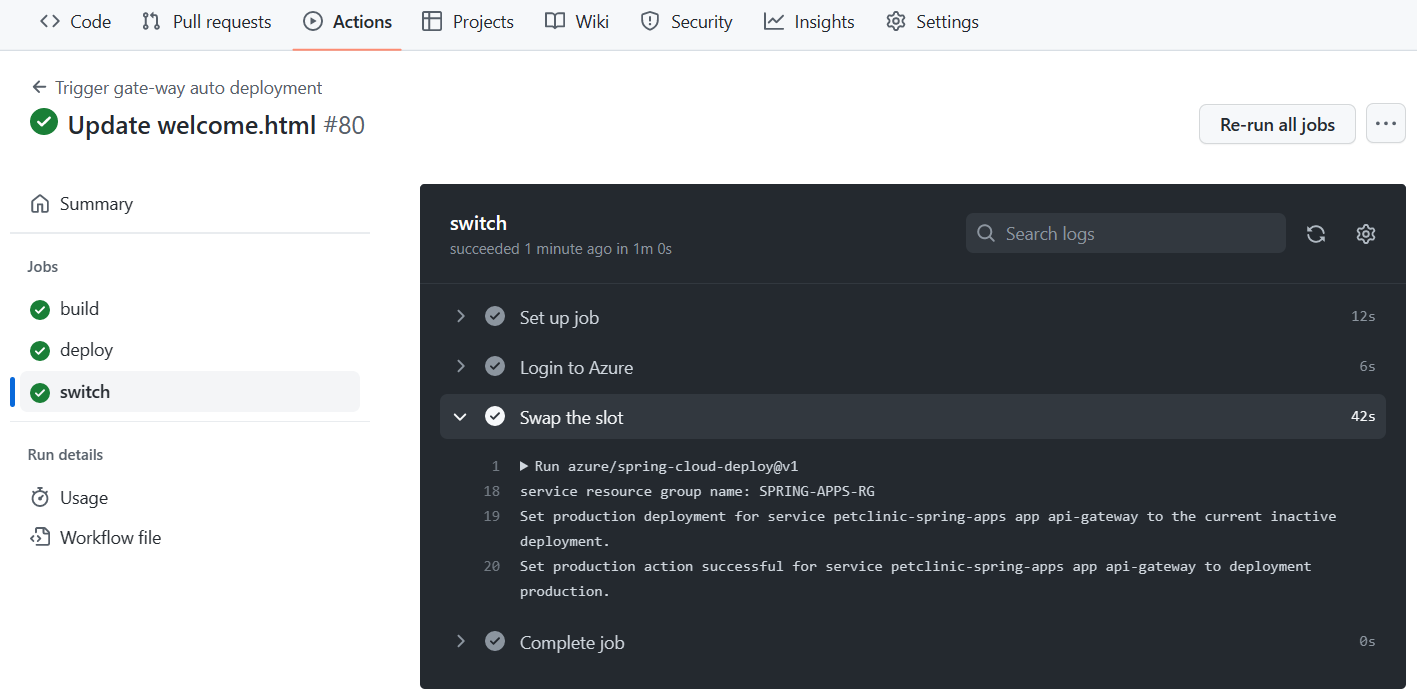 Code Pull requests Actions Projects Wiki Security Insights Settings
Trigger gate-way auto deployment
Update welcome.html #80
Re-run all jobs
Summary
Jobs
build
deploy
switch
Run details
Usage
Workflow file
switch
succeeded 1 minute ago in 1m 0s
Search logs
Set up job 12s
Login to Azure 6s
Swap the slot 42s
1 Run azure/spring-cloud-deploy@v1
18 service resource group name: SPRING-APPS-RG
19 Set production deployment for service petclinic-spring-apps app api-gateway to the current inactive
deployment.
20 Set production action successful for service petclinic-spring-apps app api-gateway to deployment
production.
Complete job 0s